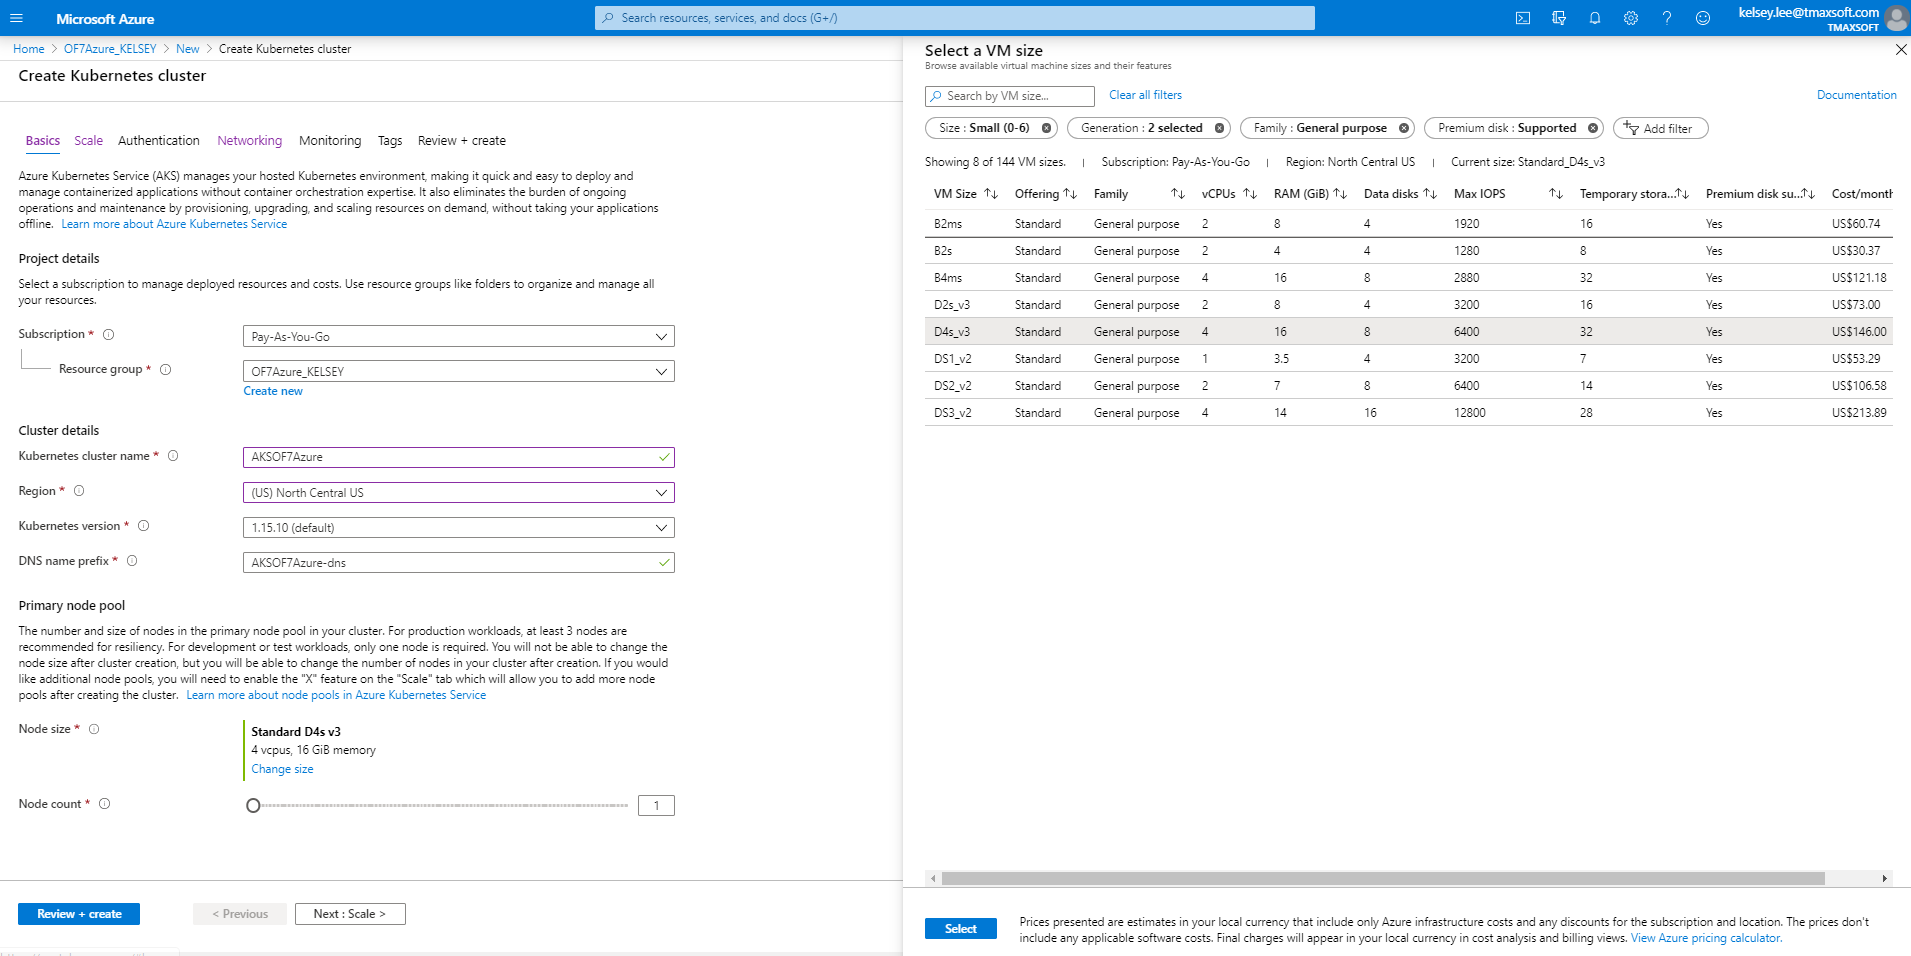 Microsoft Azure
Search resources, services, and docs (G+/)
kelsey.lee@tmaxsoft.com
TMAXSOFT
Home > OF7Azure_KELSEY > New > Create Kubernetes cluster
Create Kubernetes cluster
Basics Scale Authentication Networking Monitoring Tags Review + create
Azure Kubernetes Service (AKS) manages your hosted Kubernetes environment, making it quick and easy to deploy and
manage containerized applications without container orchestration expertise. It also eliminates the burden of ongoing
operations and maintenance by provisioning, upgrading, and scaling resources on demand, without taking your applications
offline. Learn more about Azure Kubernetes Service
Project details
Select a subscription to manage deployed resources and costs. Use resource groups like folders to organize and manage all
your resources.
Subscription *
Pay-As-You-Go
Resource group *
OF7Azure_KELSEY
Create new
Cluster details
Kubernetes cluster name *
AKSOF7Azure
Region *
(US) North Central US
Kubernetes version *
1.15.10 (default)
DNS name prefix *
AKSOF7Azure-dns
Primary node pool
The number and size of nodes in the primary node pool in your cluster. For production workloads, at least 3 nodes are
recommended for resiliency. For development or test workloads, only one node is required. You will not be able to change the
node size after cluster creation, but you will be able to change the number of nodes in your cluster after creation. If you would
like additional node pools, you will need to enable the "X" feature on the "Scale" tab which will allow you to add more node
pools after creating the cluster. Learn more about node pools in Azure Kubernetes Service
Node size *
Standard D4s v3
4 vcpus, 16 GiB memory
Change size
Node count *
1
Review + create
< Previous
Next : Scale >
Select a VM size
Browse available virtual machine sizes and their features
Search by VM size...
Clear all filters
Documentation
Size : Small (0-6)
Generation : 2 selected
Family : General purpose
Premium disk : Supported
Add filter
Showing 8 of 144 VM sizes. | Subscription: Pay-As-You-Go | Region: North Central US | Current size: Standard_D4s_v3
VM Size Offering Family vCPUs RAM (GiB) Data disks Max IOPS Temporary stora... Premium disk su... Cost/month
B2ms Standard General purpose 2 8 4 1920 16 Yes US$60.74
B2s Standard General purpose 2 4 4 1280 8 Yes US$30.37
B4ms Standard General purpose 4 16 8 2880 32 Yes US$121.18
D2s_v3 Standard General purpose 2 8 4 3200 16 Yes US$73.00
D4s_v3 Standard General purpose 4 16 8 6400 32 Yes US$146.00
DS1_v2 Standard General purpose 1 3.5 4 3200 7 Yes US$53.29
DS2_v2 Standard General purpose 2 7 8 6400 14 Yes US$106.58
DS3_v2 Standard General purpose 4 14 16 12800 28 Yes US$213.89
Select
Prices presented are estimates in your local currency that include only Azure infrastructure costs and any discounts for the subscription and location. The prices don't
include any applicable software costs. Final charges will appear in your local currency in cost analysis and billing views. View Azure pricing calculator.